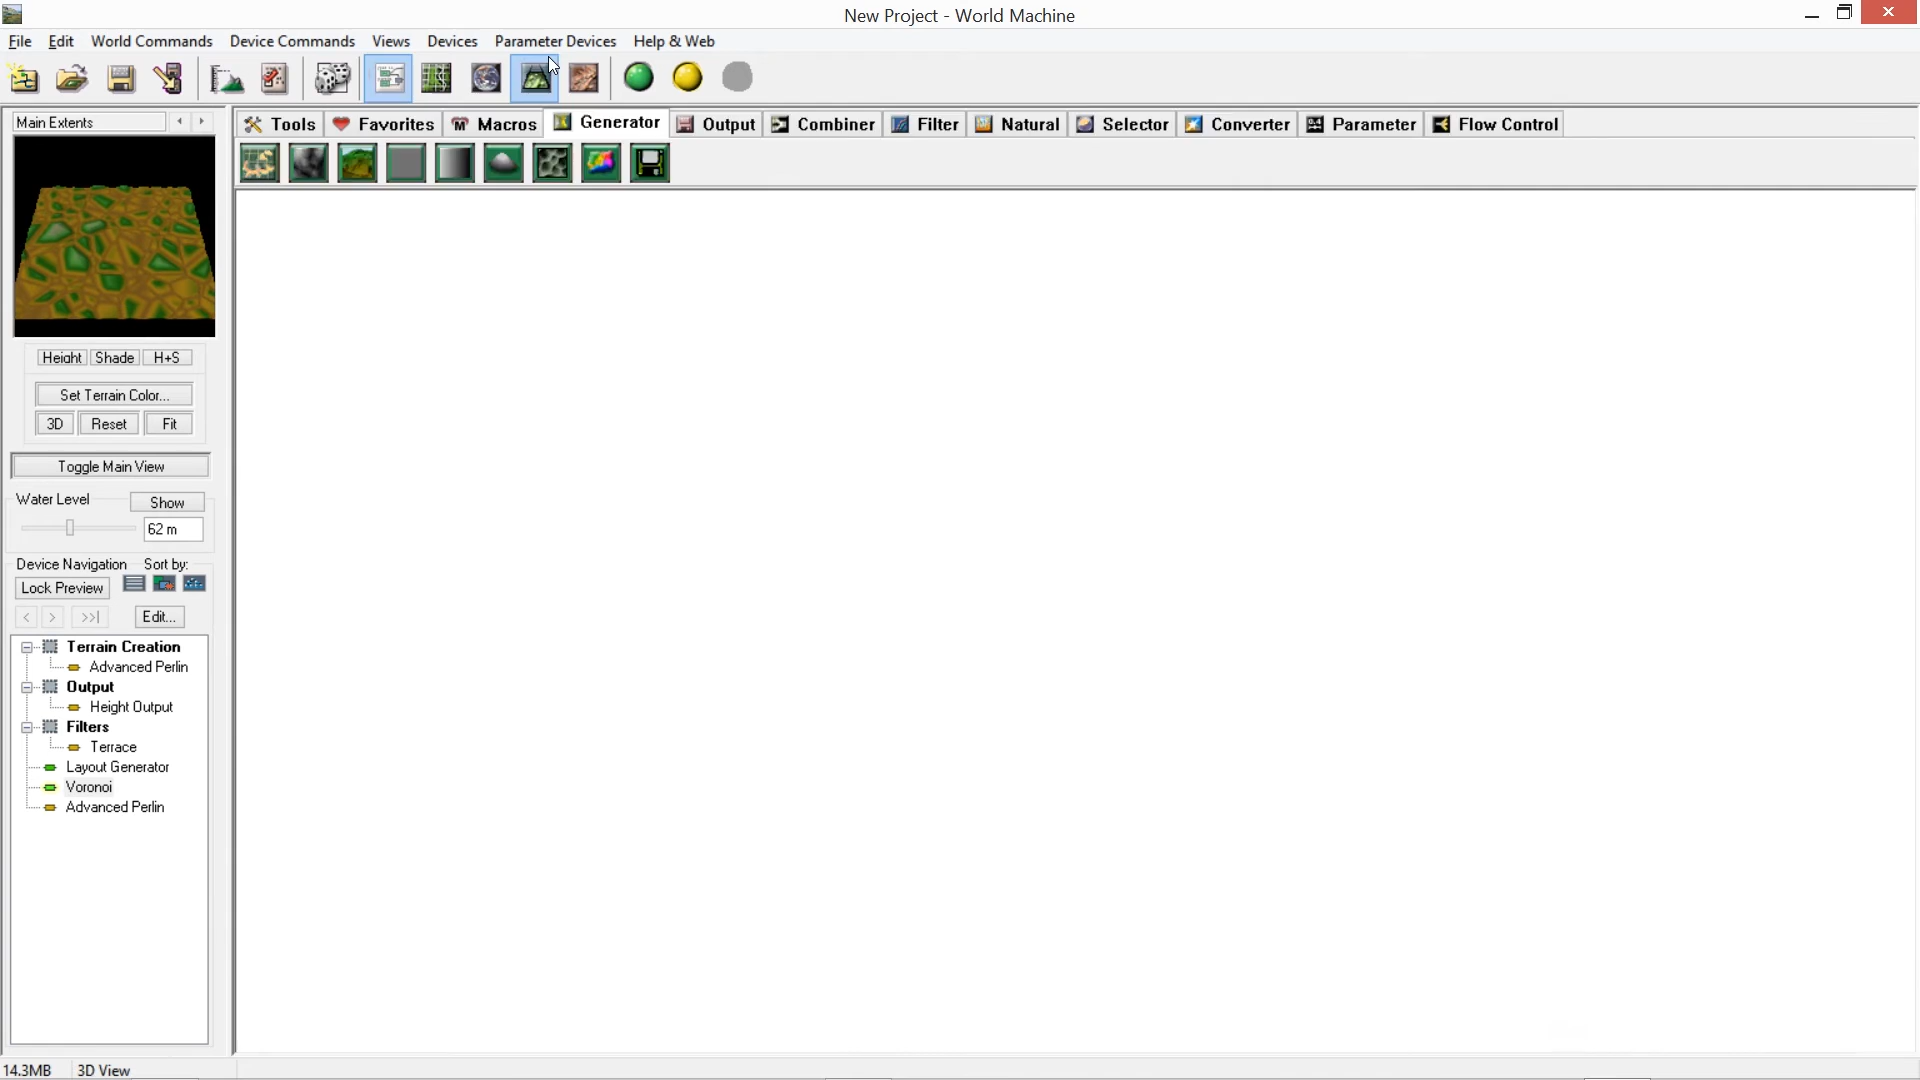 New Project - World Machine
File Edit World Commands Device Commands Views Devices Parameter Devices Help & Web
Main Extents
Tools Favorites Macros Generator Output Combiner Filter Natural Selector Converter Parameter Flow Control
Height Shade H+S
Set Terrain Color...
3D Reset Fit
Toggle Main View
Water Level Show
62 m
Device Navigation Sort by:
Lock Preview
< > >>| Edit...
Terrain Creation
Advanced Perlin
Output
Height Output
Filters
Terrace
Layout Generator
Voronoi
Advanced Perlin
14.3MB 3D View